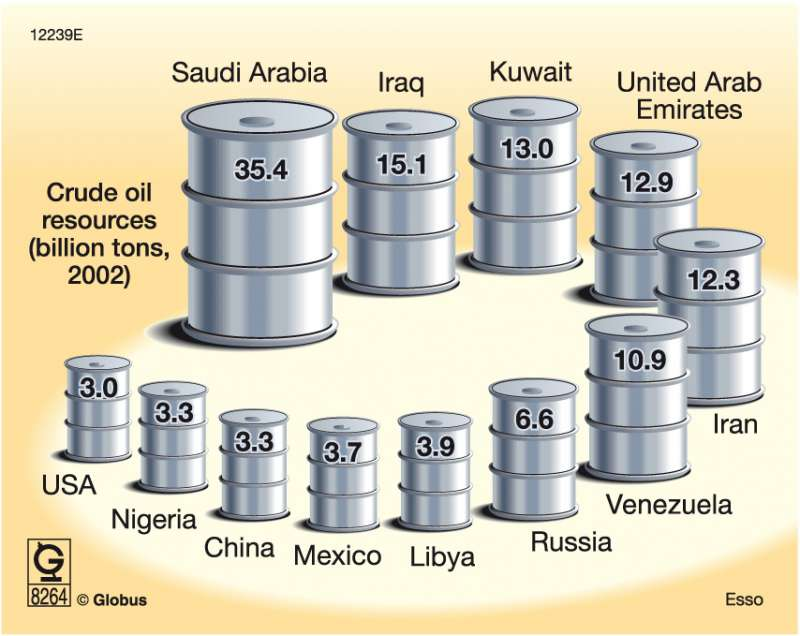 12239E
Saudi Arabia
Iraq
Kuwait
United Arab
Emirates
35.4
15.1
13.0
12.9
Crude oil
resources
(billion tons,
2002)
12.3
10.9
Iran
3.0
3.3
3.3
3.7
3.9
6.6
USA
Nigeria
China
Mexico
Libya
Russia
Venezuela
G
8264
© Globus
Esso